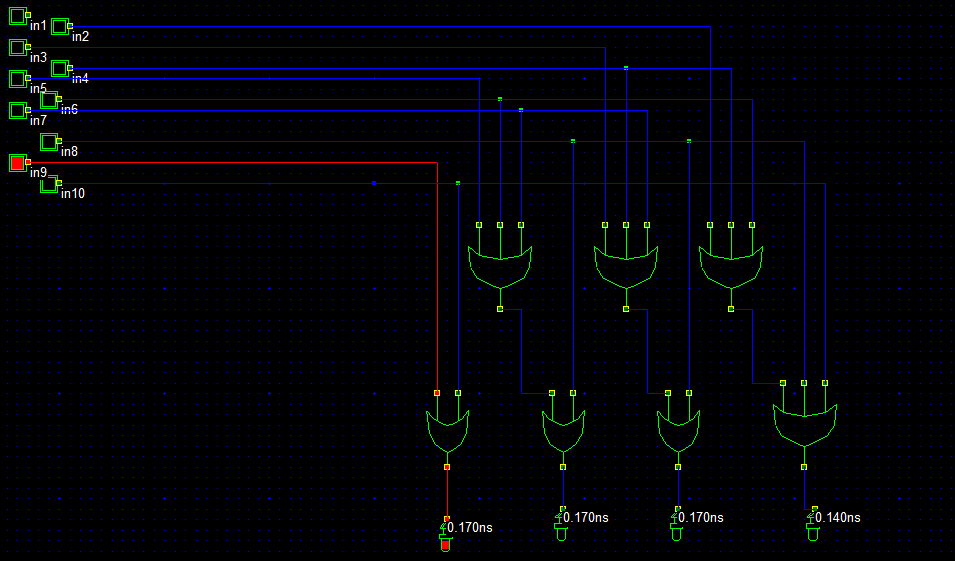 in1
in2
in3
in4
in5
in6
in7
in8
in9
in10
0.170ns
0.170ns
0.170ns
0.140ns